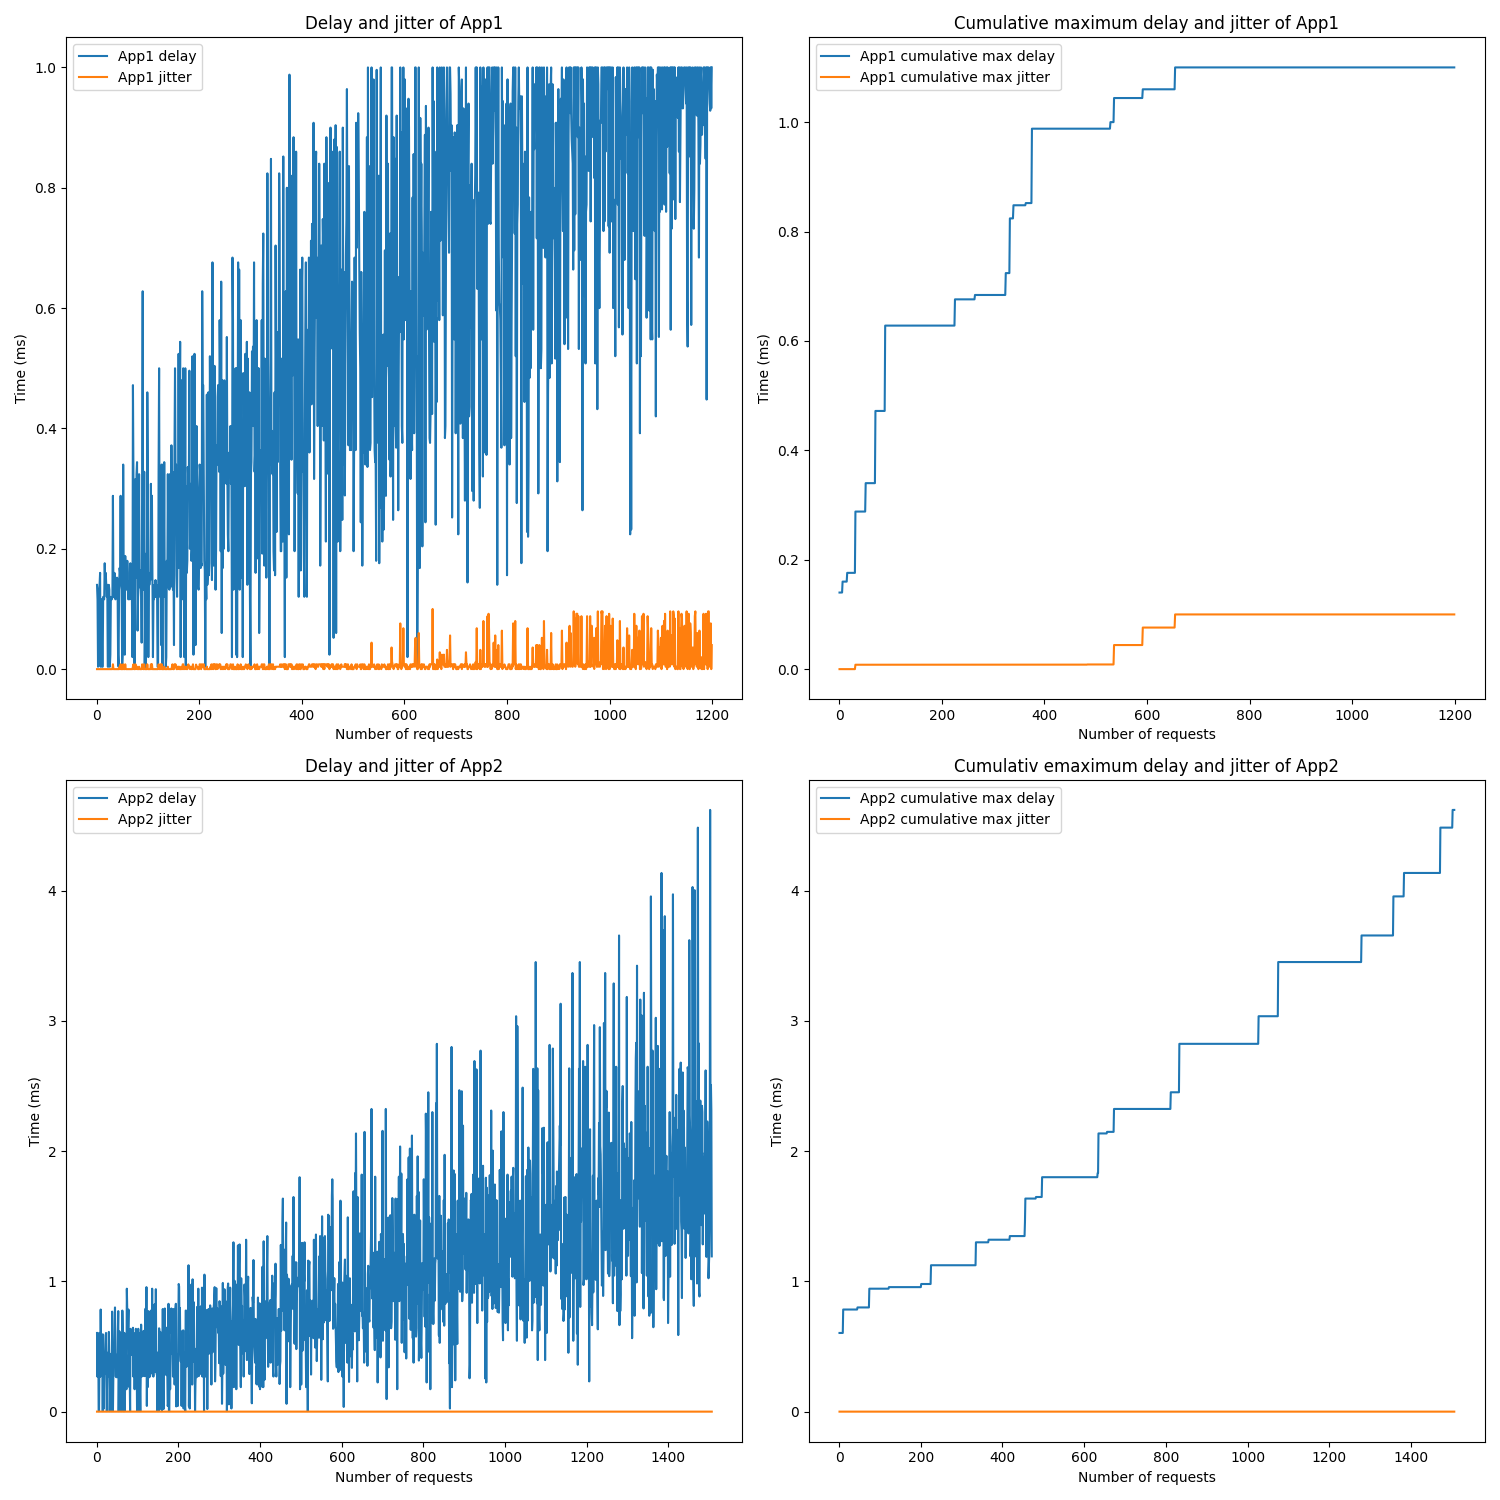 Delay and jitter of App1
App1 delay
App1 jitter
1.0
0.8
0.6
0.4
0.2
0.0
Time (ms)
0 200 400 600 800 1000 1200
Number of requests
Cumulative maximum delay and jitter of App1
App1 cumulative max delay
App1 cumulative max jitter
1.0
0.8
0.6
0.4
0.2
0.0
Time (ms)
0 200 400 600 800 1000 1200
Number of requests
Delay and jitter of App2
App2 delay
App2 jitter
4
3
2
1
0
Time (ms)
0 200 400 600 800 1000 1200 1400
Number of requests
Cumulativ emaximum delay and jitter of App2
App2 cumulative max delay
App2 cumulative max jitter
4
3
2
1
0
Time (ms)
0 200 400 600 800 1000 1200 1400
Number of requests